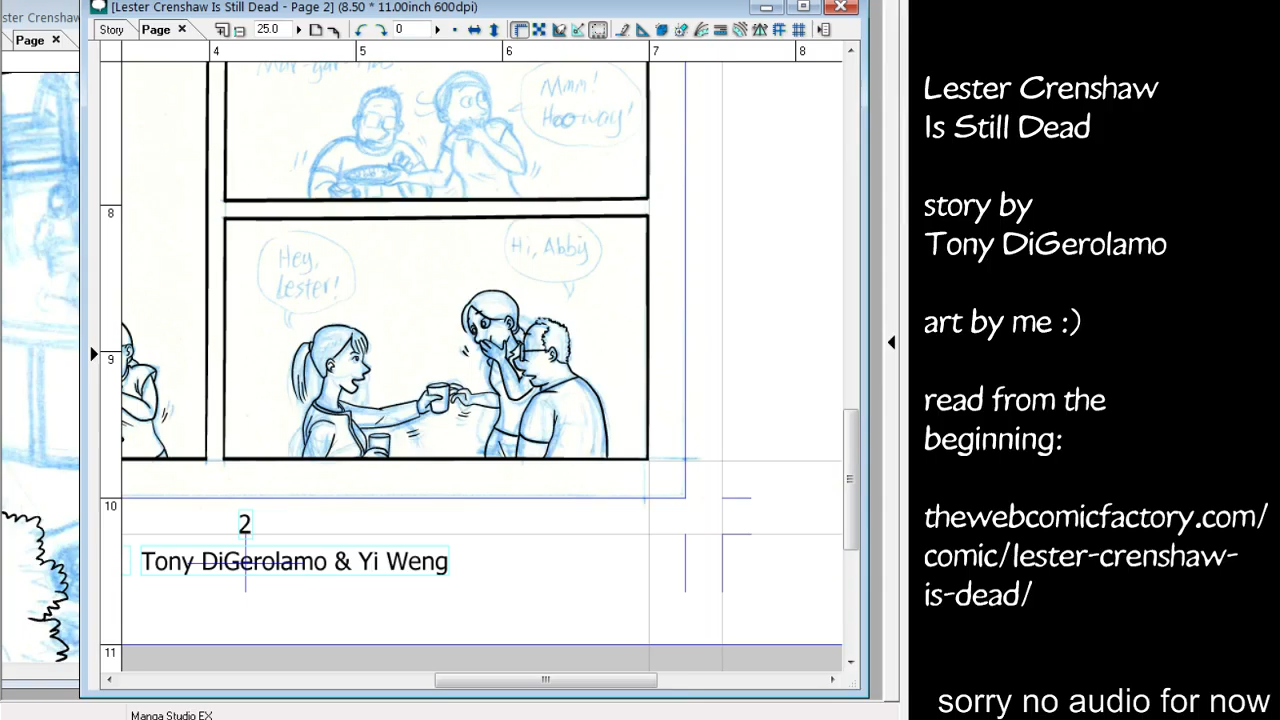 [Lester Crenshaw Is Still Dead - Page 2] (8.50 * 11.00inch 600dpi)
ster Crenshaw
Page
Story
Page
25.0
0
4
5
6
7
8
8
9
10
11
Mmm!
Hey,
Lester!
Hi, Abby
2
Tony DiGerolamo & Yi Weng
Manga Studio EX
Lester Crenshaw
Is Still Dead
story by
Tony DiGerolamo
art by me :)
read from the
beginning:
thewebcomicfactory.com/
comic/lester-crenshaw-
is-dead/
sorry no audio for now